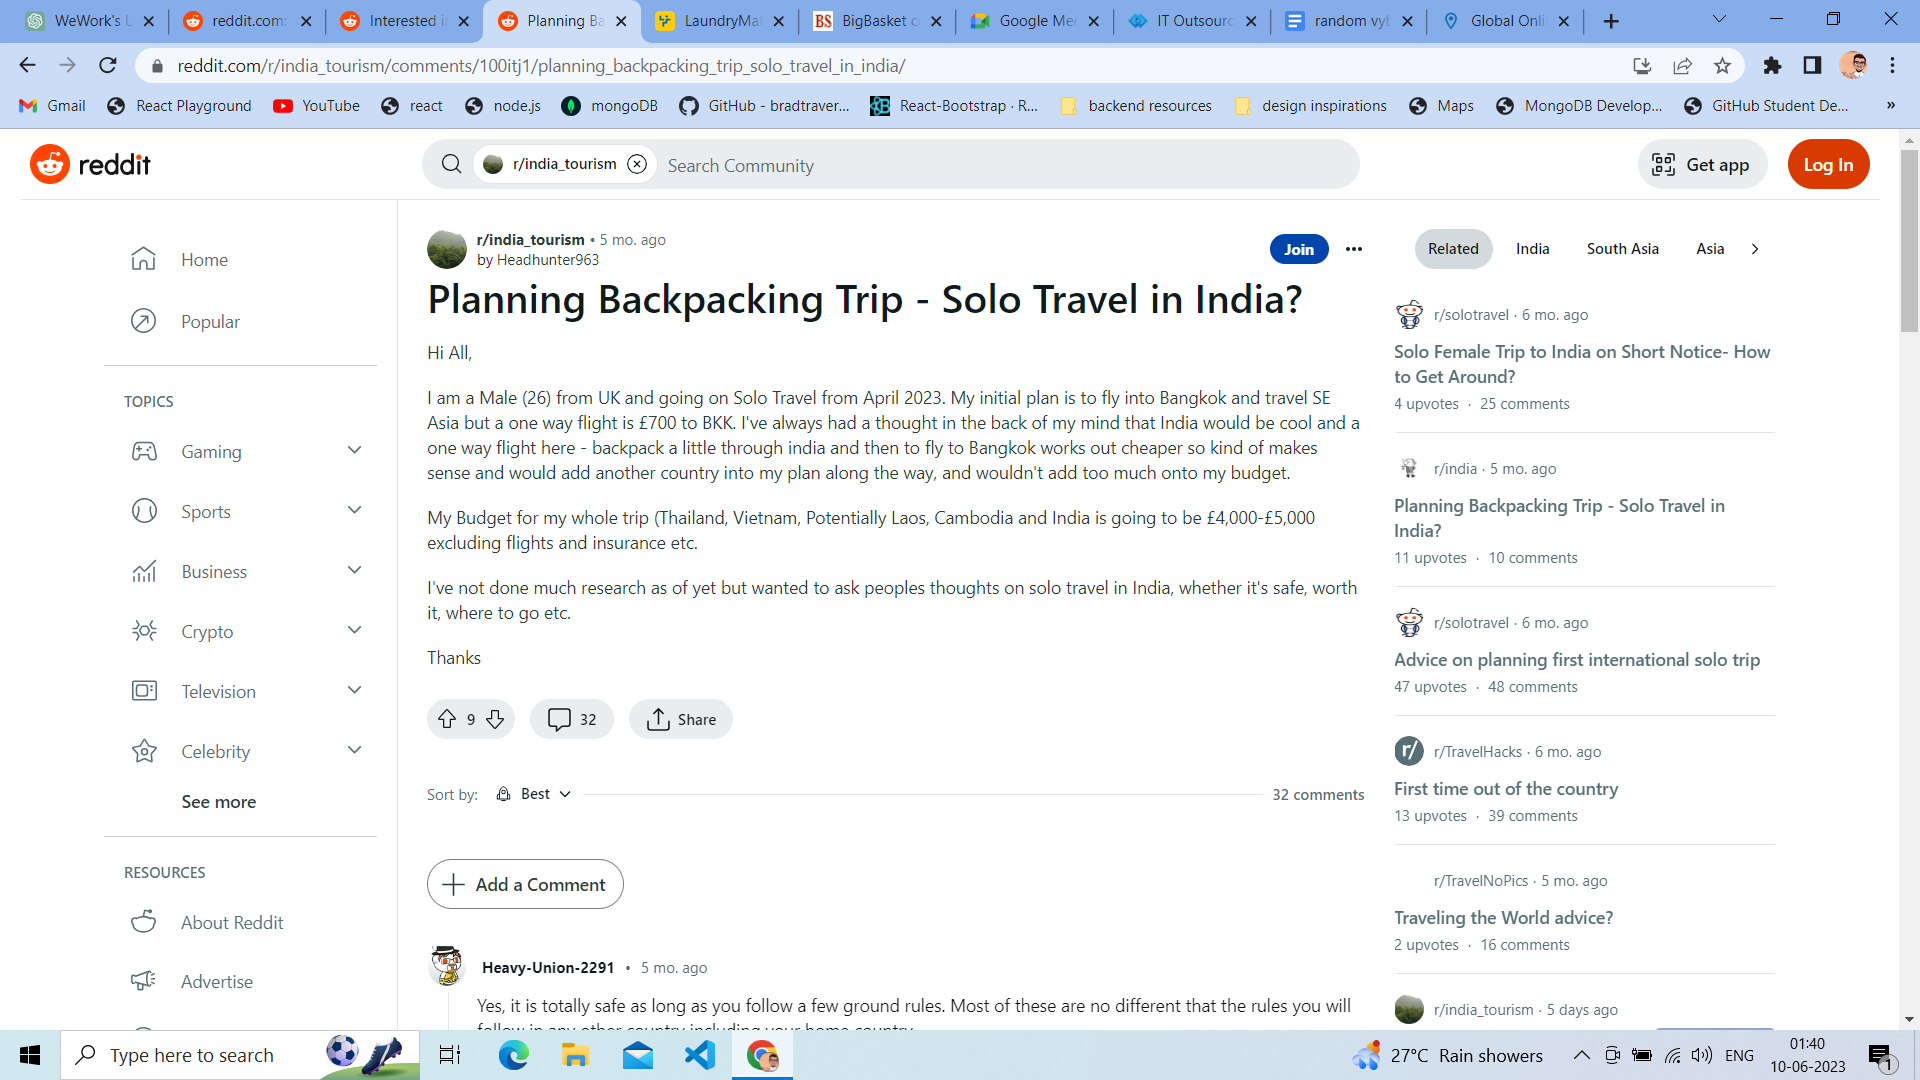 WeWork's U
reddit.com:
Interested i
Planning Ba
LaundryMa
BigBasket c
Google Mee
IT Outsourc
random vyb
Global Onli
reddit.com/r/india_tourism/comments/100itj1/planning_backpacking_trip_solo_travel_in_india/
Gmail
React Playground
YouTube
react
node.js
mongoDB
GitHub - bradtraver...
React-Bootstrap · R...
backend resources
design inspirations
Maps
MongoDB Develop...
GitHub Student De...
»
reddit
r/india_tourism
Search Community
Get app
Log In
Home
Popular
TOPICS
Gaming
Sports
Business
Crypto
Television
Celebrity
See more
RESOURCES
About Reddit
Advertise
r/india_tourism • 5 mo. ago
by Headhunter963
Join
Planning Backpacking Trip - Solo Travel in India?
Hi All,
I am a Male (26) from UK and going on Solo Travel from April 2023. My initial plan is to fly into Bangkok and travel SE
Asia but a one way flight is £700 to BKK. I've always had a thought in the back of my mind that India would be cool and a
one way flight here - backpack a little through india and then to fly to Bangkok works out cheaper so kind of makes
sense and would add another country into my plan along the way, and wouldn't add too much onto my budget.
My Budget for my whole trip (Thailand, Vietnam, Potentially Laos, Cambodia and India is going to be £4,000-£5,000
excluding flights and insurance etc.
I've not done much research as of yet but wanted to ask peoples thoughts on solo travel in India, whether it's safe, worth
it, where to go etc.
Thanks
9
32
Share
Sort by:
Best
32 comments
Add a Comment
Heavy-Union-2291 • 5 mo. ago
Yes, it is totally safe as long as you follow a few ground rules. Most of these are no different that the rules you will
follow in any other country including your home country
Related
India
South Asia
Asia
r/solotravel · 6 mo. ago
Solo Female Trip to India on Short Notice- How
to Get Around?
4 upvotes · 25 comments
r/india · 5 mo. ago
Planning Backpacking Trip - Solo Travel in
India?
11 upvotes · 10 comments
r/solotravel · 6 mo. ago
Advice on planning first international solo trip
47 upvotes · 48 comments
r/
r/TravelHacks · 6 mo. ago
First time out of the country
13 upvotes · 39 comments
r/TravelNoPics · 5 mo. ago
Traveling the World advice?
2 upvotes · 16 comments
r/india_tourism · 5 days ago
Type here to search
27°C Rain showers
ENG
01:40
10-06-2023
1